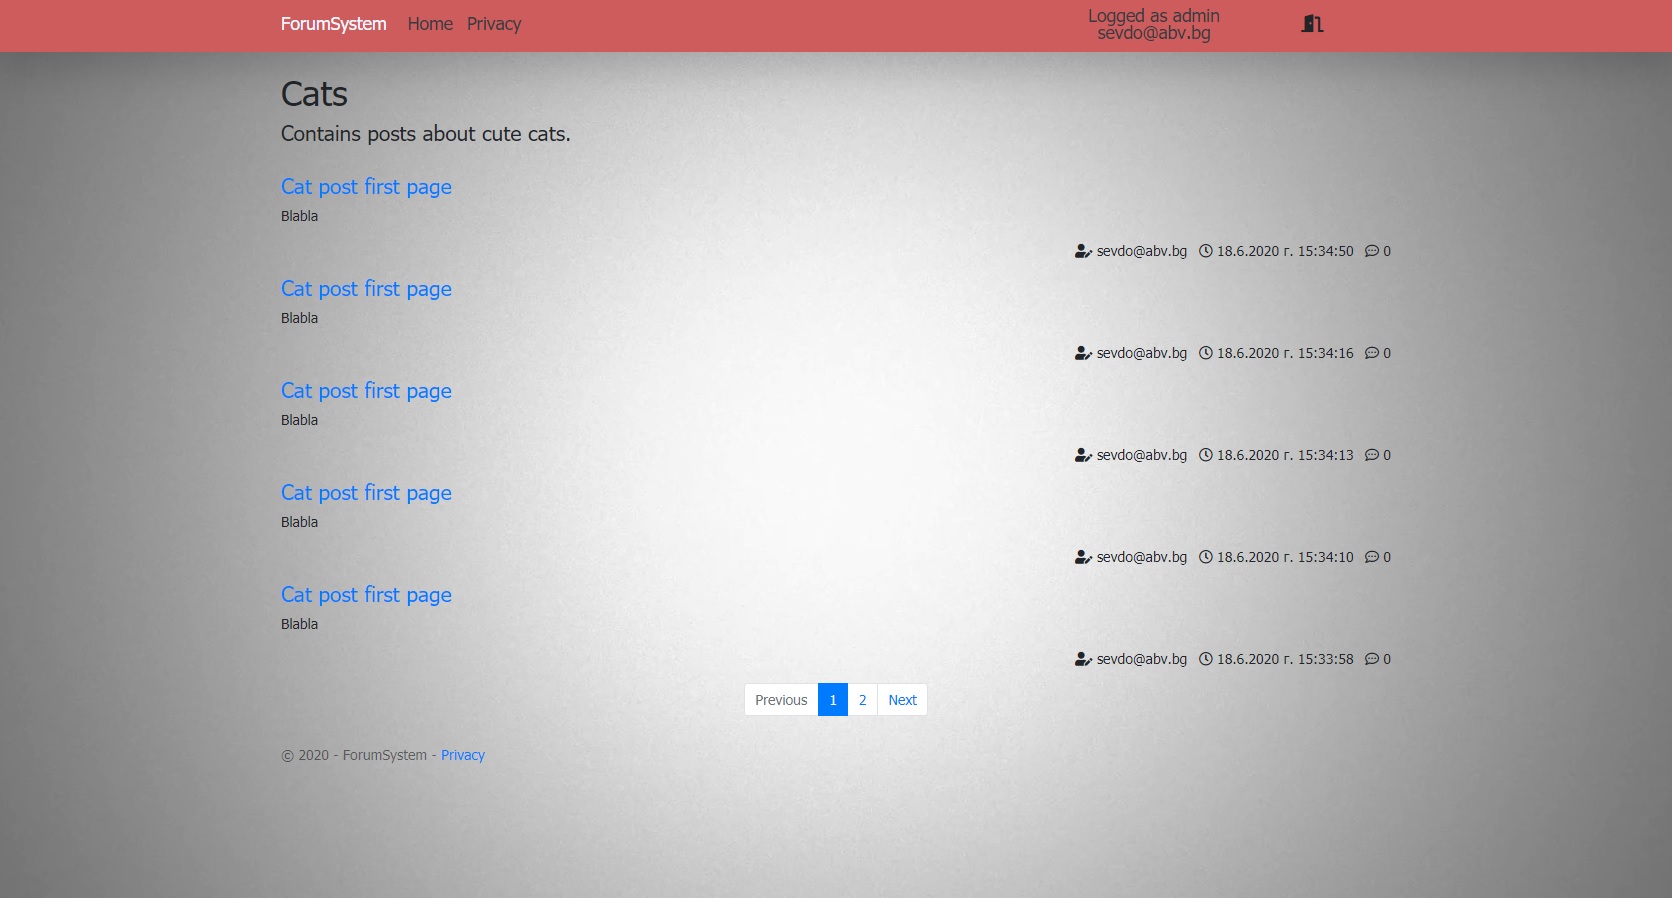 ForumSystem Home Privacy Logged as admin
sevdo@abv.bg
Cats
Contains posts about cute cats.
Cat post first page
Blabla
sevdo@abv.bg 18.6.2020 г. 15:34:50 0
Cat post first page
Blabla
sevdo@abv.bg 18.6.2020 г. 15:34:16 0
Cat post first page
Blabla
sevdo@abv.bg 18.6.2020 г. 15:34:13 0
Cat post first page
Blabla
sevdo@abv.bg 18.6.2020 г. 15:34:10 0
Cat post first page
Blabla
sevdo@abv.bg 18.6.2020 г. 15:33:58 0
Previous 1 2 Next
© 2020 - ForumSystem - Privacy